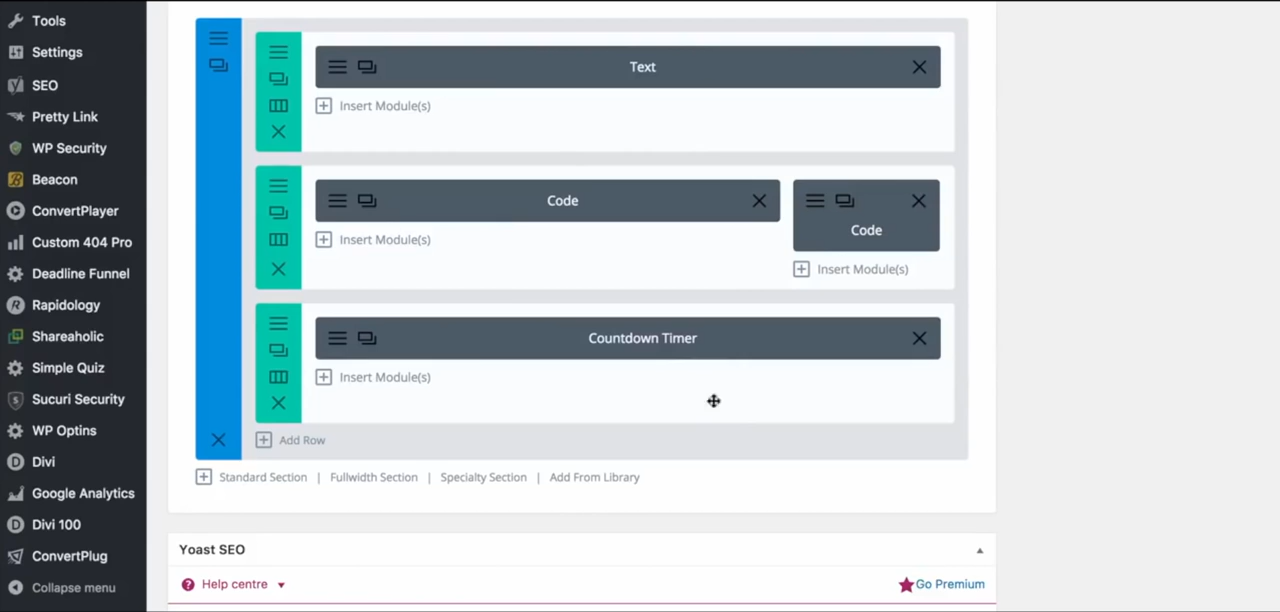 Tools
Settings
SEO
Pretty Link
WP Security
Beacon
ConvertPlayer
Custom 404 Pro
Deadline Funnel
Rapidology
Shareaholic
Simple Quiz
Sucuri Security
WP Optins
Divi
Google Analytics
Divi 100
ConvertPlug
Collapse menu
Text
Insert Module(s)
Code
Insert Module(s)
Code
Insert Module(s)
Countdown Timer
Insert Module(s)
Add Row
Standard Section | Fullwidth Section | Specialty Section | Add From Library
Yoast SEO
Help centre
Go Premium